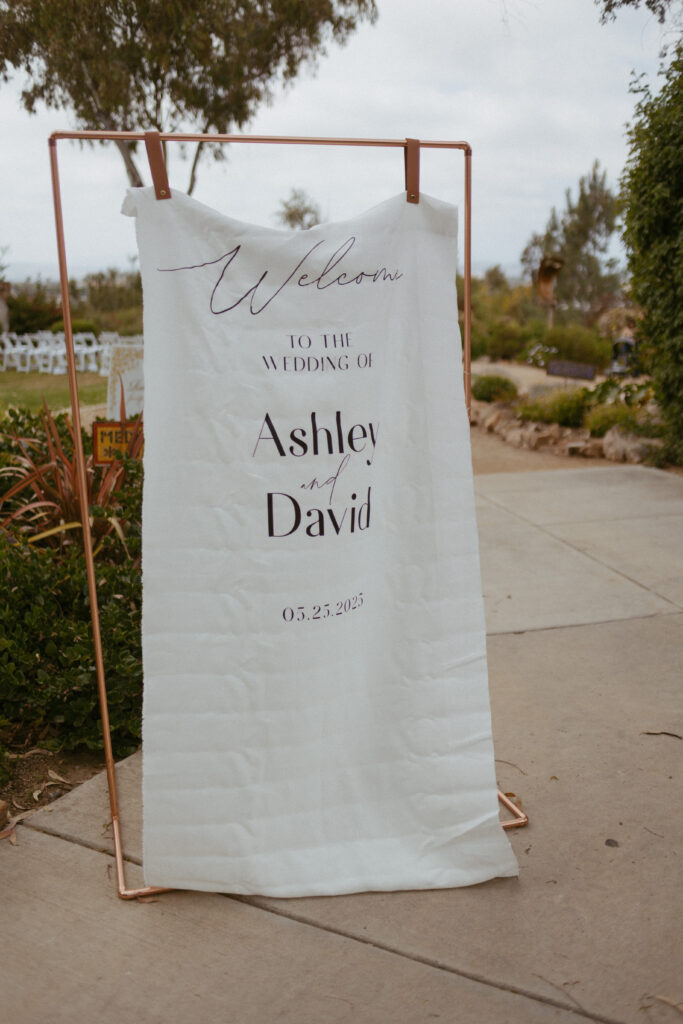 Welcome
TO THE
WEDDING OF
Ashley
and
David
05.25.2025